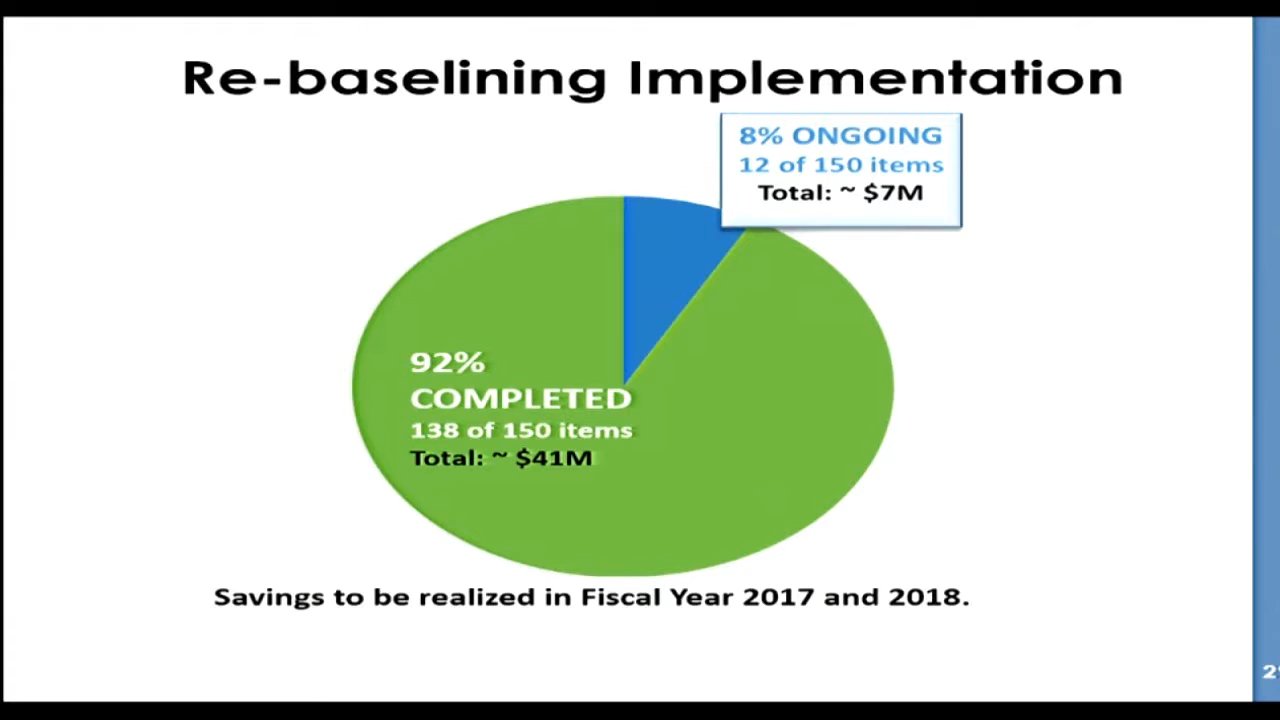 Re-baselining Implementation
8% ONGOING
12 of 150 items
Total: ~ $7M
92%
COMPLETED
138 of 150 items
Total: ~ $41M
Savings to be realized in Fiscal Year 2017 and 2018.